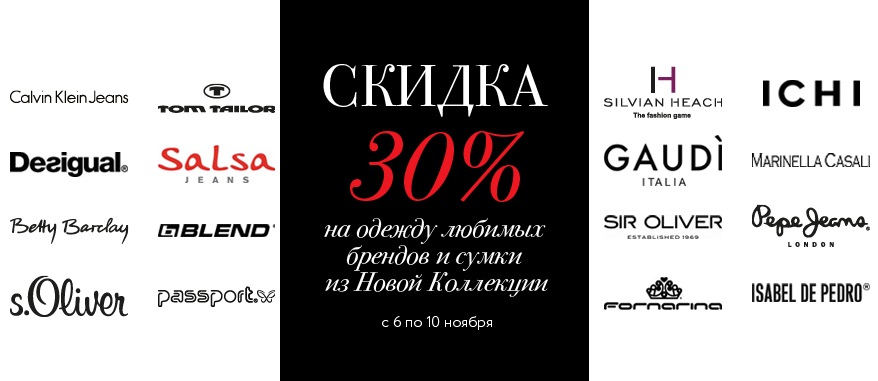 Calvin Klein Jeans
TOM TAILOR
Desigual®
Salsa
JEANS
Betty Barclay
BLEND
s.Oliver
passport.
СКИДКА
30%
на одежду любимых
брендов и сумки
из Новой Коллекции
с 6 по 10 ноября
SILVIAN HEACH
The fashion game
ICHI
GAUDÌ
ITALIA
MARINELLA CASALI
SIR OLIVER
ESTABLISHED 1969
Pepe Jeans
LONDON
Fornarina
ISABEL DE PEDRO®